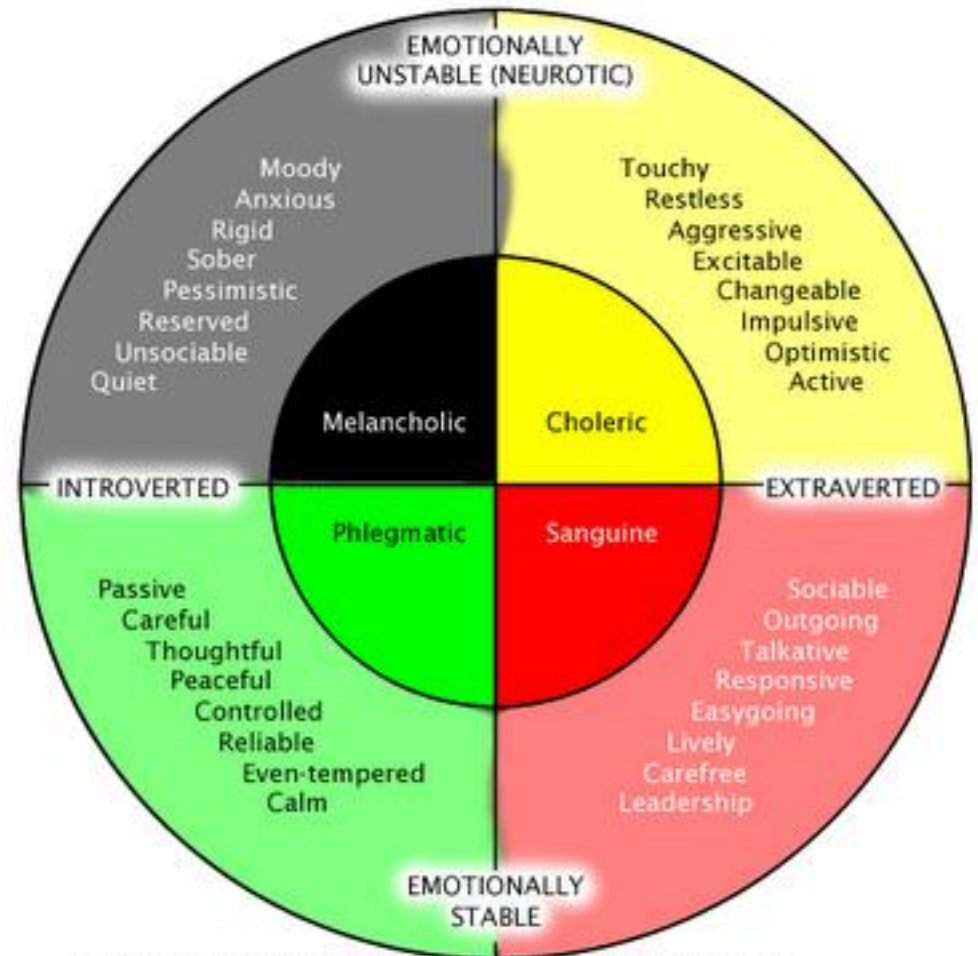 EMOTIONALLY
UNSTABLE (NEUROTIC)
Moody
Anxious
Rigid
Sober
Pessimistic
Reserved
Unsociable
Quiet
Touchy
Restless
Aggressive
Excitable
Changeable
Impulsive
Optimistic
Active
Melancholic
Choleric
INTROVERTED
EXTRAVERTED
Phlegmatic
Sanguine
Passive
Careful
Thoughtful
Peaceful
Controlled
Reliable
Even-tempered
Calm
Sociable
Outgoing
Talkative
Responsive
Easygoing
Lively
Carefree
Leadership
EMOTIONALLY
STABLE